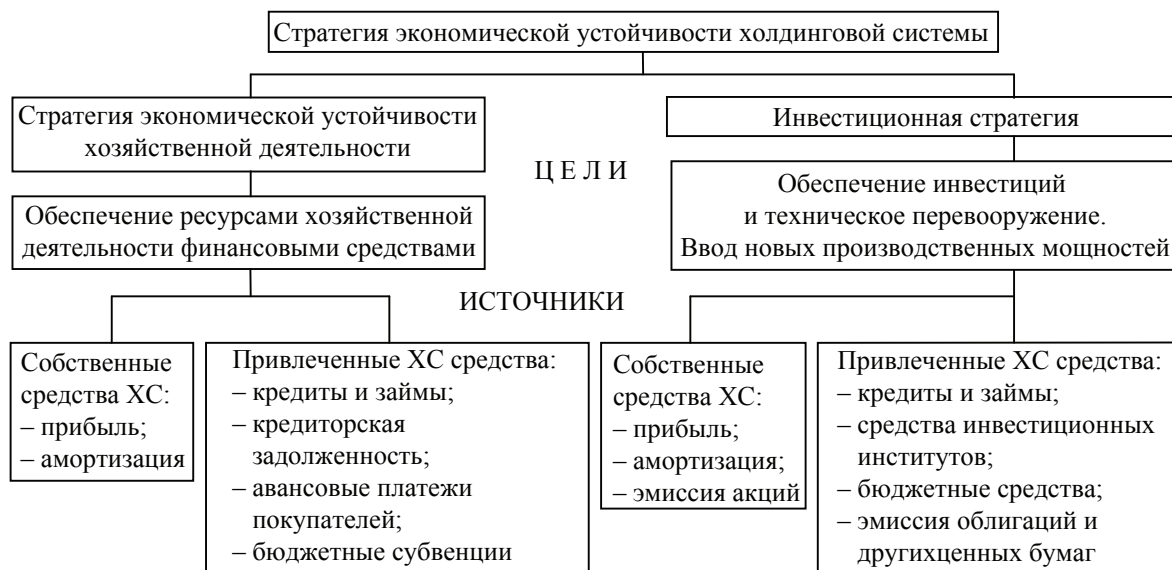 Стратегия экономической устойчивости холдинговой системы
Стратегия экономической устойчивости
хозяйственной деятельности
Инвестиционная стратегия
Ц Е Л И
Обеспечение ресурсами хозяйственной
деятельности финансовыми средствами
Обеспечение инвестиций
и техническое перевооружение.
Ввод новых производственных мощностей
ИСТОЧНИКИ
Собственные
средства ХС:
– прибыль;
– амортизация
Привлеченные ХС средства:
– кредиты и займы;
– кредиторская
задолженность;
– авансовые платежи
покупателей;
– бюджетные субвенции
Собственные
средства ХС:
– прибыль;
– амортизация;
– эмиссия акций
Привлеченные ХС средства:
– кредиты и займы;
– средства инвестиционных
институтов;
– бюджетные средства;
– эмиссия облигаций и
другихценных бумаг